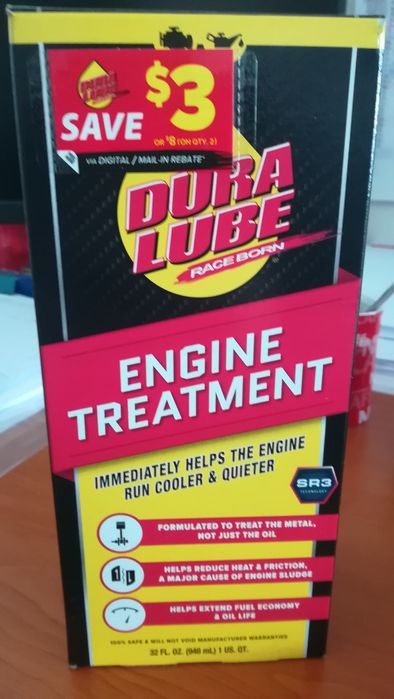 DURA LUBE
SAVE $3
OR $8 (ON QTY. 2)
VIA DIGITAL // MAIL-IN REBATE*
DURA
LUBE
RACE BORN
ENGINE
TREATMENT
IMMEDIATELY HELPS THE ENGINE
RUN COOLER & QUIETER
SR3
TECHNOLOGY
FORMULATED TO TREAT THE METAL,
NOT JUST THE OIL
HELPS REDUCE HEAT & FRICTION,
A MAJOR CAUSE OF ENGINE SLUDGE
HELPS EXTEND FUEL ECONOMY
& OIL LIFE
100% SAFE & WILL NOT VOID MANUFACTURER WARRANTIES
32 FL. OZ. (946 mL) 1 US. QT.